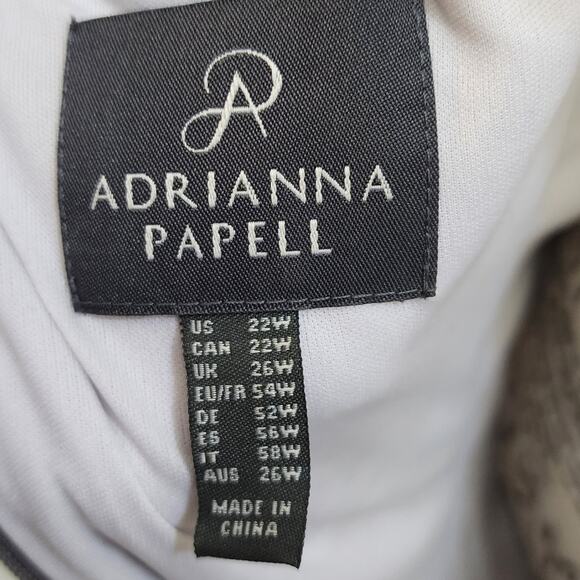 ADRIANNA
PAPELL
US 22W
CAN 22W
UK 26W
EU/FR 54W
DE 52W
ES 56W
IT 58W
AUS 26W
MADE IN
CHINA